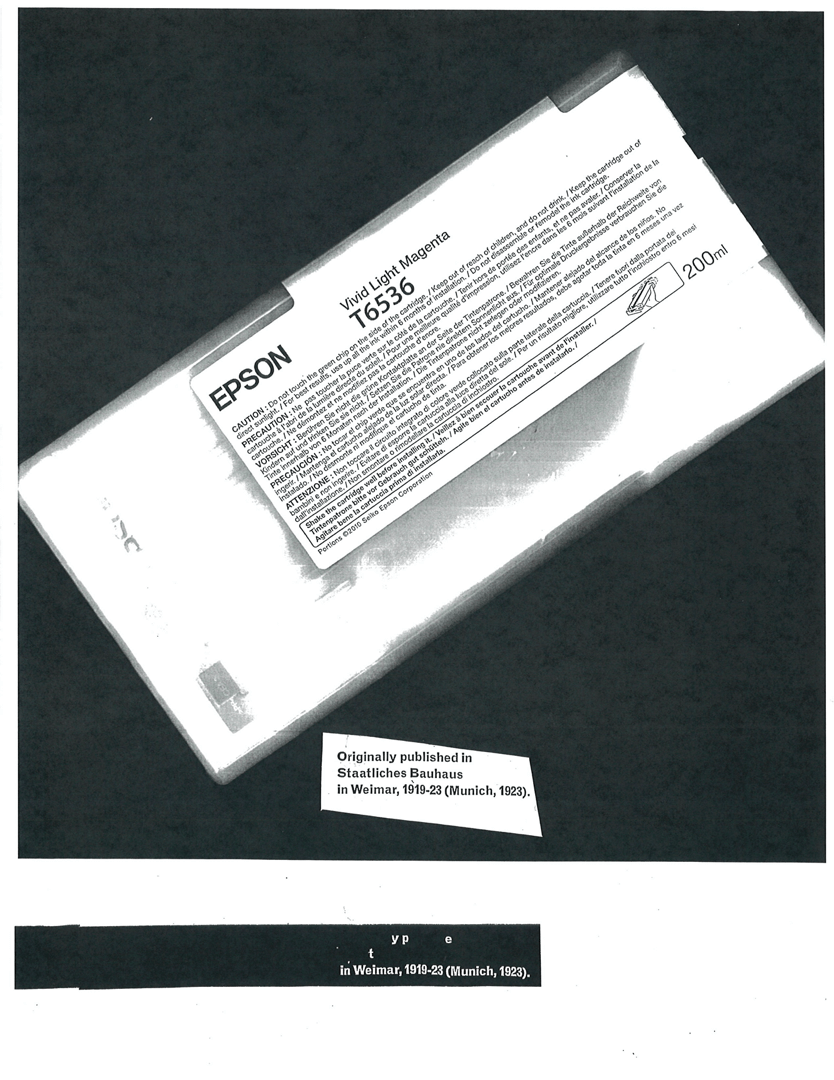 EPSON
Vivid Light Magenta
T6536
200ml
CAUTION : Do not touch the green chip on the side of the cartridge. / Keep out of reach of children, and do not drink. / Keep the cartridge out of
direct sunlight. / For best results, use up all the ink within 6 months of installation. / Do not disassemble or remodel the ink cartridge.
PRÉCAUTION : Ne pas toucher la puce verte sur le côté de la cartouche. / Tenir hors de portée des enfants, et ne pas avaler. / Conserver la
cartouche à l'abri de la lumière directe du soleil. / Pour une meilleure qualité d'impression, utilisez l'encre dans les 6 mois suivant l'installation de la
cartouche. / Ne démontez et ne modifiez pas la cartouche d'encre.
VORSICHT : Berühren Sie nicht die grüne Kontaktplatte an der Seite der Tintenpatrone. / Bewahren Sie die Tinte außerhalb der Reichweite von
Kindern auf und trinken Sie sie nicht. / Setzen Sie die Patrone nie direktem Sonnenlicht aus. / Für optimale Druckergebnisse verbrauchen Sie die
Tinte innerhalb von 6 Monaten nach der Installation. / Die Tintenpatrone nicht zerlegen oder modifizieren.
PRECAUCIÓN : No tocar el chip verde que se encuentra en uno de los lados del cartucho. / Mantener alejado del alcance de los niños. No
ingerir. / Mantenga el cartucho alejado de la luz solar directa. / Para obtener los mejores resultados, debe agotar toda la tinta en 6 meses una vez
instalado. / No desmonte ni modifique el cartucho de tinta.
ATTENZIONE : Non toccare il circuito integrato di colore verde collocato sulla parte laterale della cartuccia. / Tenere fuori dalla portata dei
bambini e non ingerire. / Evitare di esporre la cartuccia alla luce diretta del sole. / Per un risultato migliore, utilizzare tutto l'inchiostro entro 6 mesi
dall'installazione. / Non smontare o rimodellare la cartuccia di inchiostro.
Shake the cartridge well before installing it. / Veillez à bien secouer la cartouche avant de l'installer. /
Tintenpatrone bitte vor Gebrauch gut schütteln. / Agite bien el cartucho antes de instalarlo. /
Agitare bene la cartuccia prima di installarla.
Portions ©2010 Seiko Epson Corporation
Originally published in
Staatliches Bauhaus
in Weimar, 1919-23 (Munich, 1923).
yp e
t
in Weimar, 1919-23 (Munich, 1923).